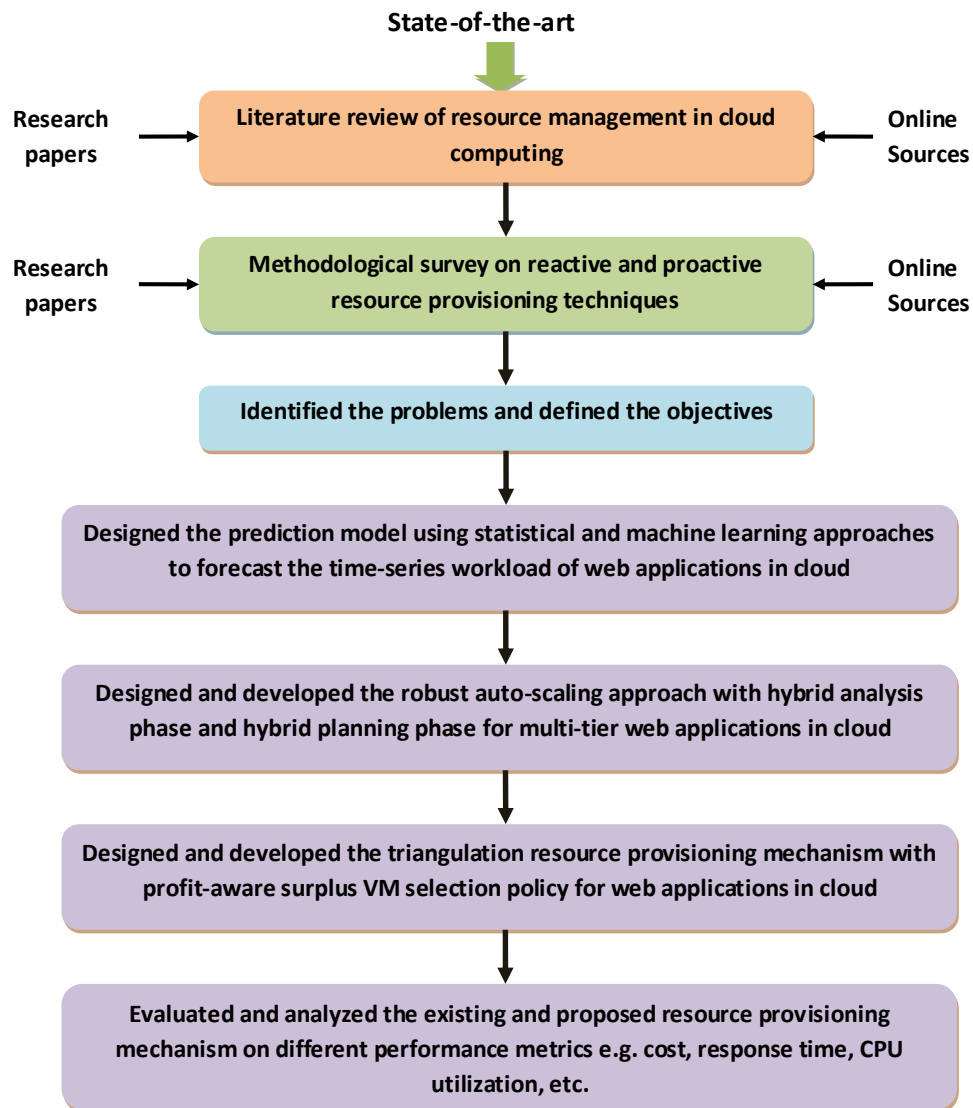 State-of-the-art
Research
papers
Literature review of resource management in cloud
computing
Online
Sources
Research
papers
Methodological survey on reactive and proactive
resource provisioning techniques
Online
Sources
Identified the problems and defined the objectives
Designed the prediction model using statistical and machine learning approaches
to forecast the time-series workload of web applications in cloud
Designed and developed the robust auto-scaling approach with hybrid analysis
phase and hybrid planning phase for multi-tier web applications in cloud
Designed and developed the triangulation resource provisioning mechanism with
profit-aware surplus VM selection policy for web applications in cloud
Evaluated and analyzed the existing and proposed resource provisioning
mechanism on different performance metrics e.g. cost, response time, CPU
utilization, etc.